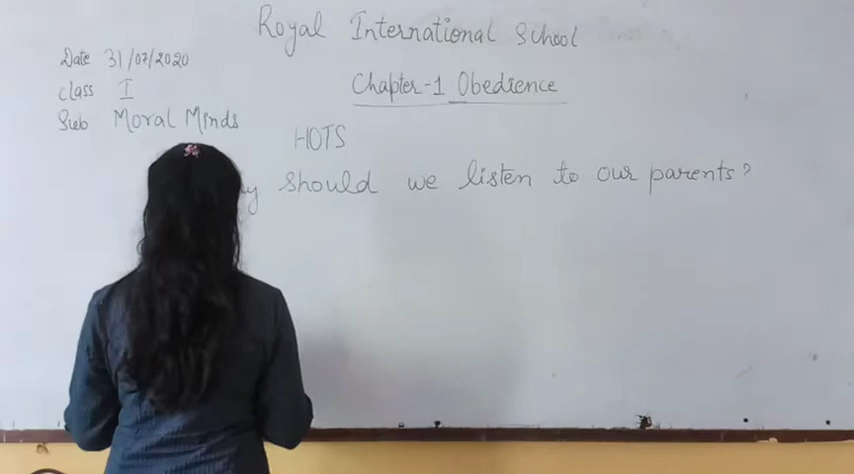 Royal International School
Date 31/07/2020
Chapter-1 Obedience
Class I
Sub Moral Minds
HOTS
y should we listen to our parents?